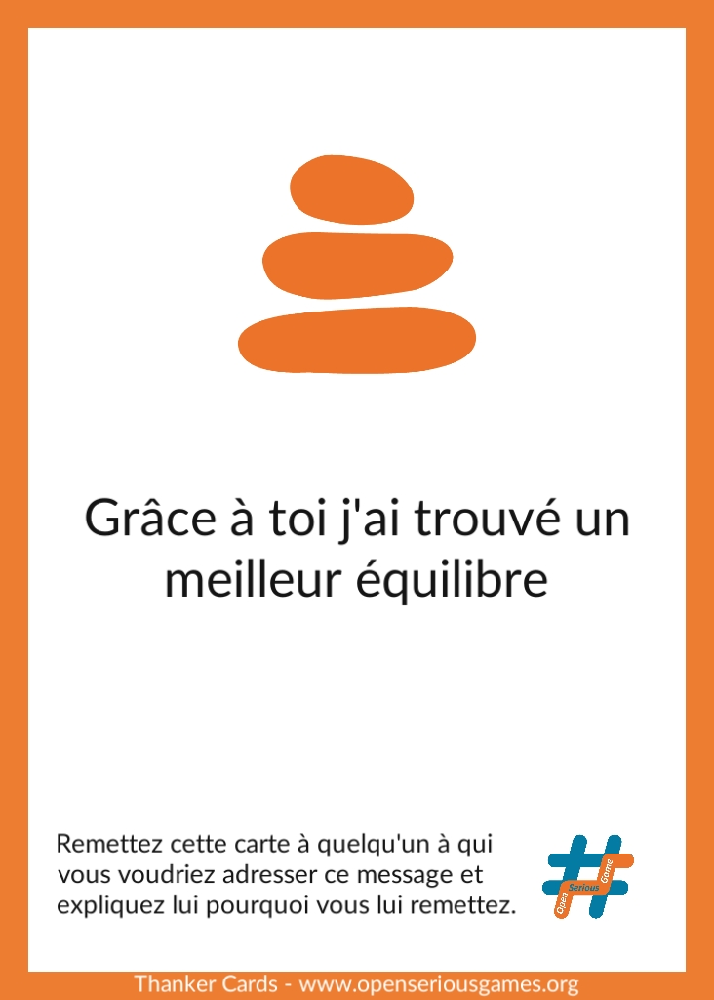 Grâce à toi j'ai trouvé un
meilleur équilibre
Remettez cette carte à quelqu'un à qui
vous voudriez adresser ce message et
expliquez lui pourquoi vous lui remettez.
Open Serious Game
Thanker Cards - www.openseriousgames.org